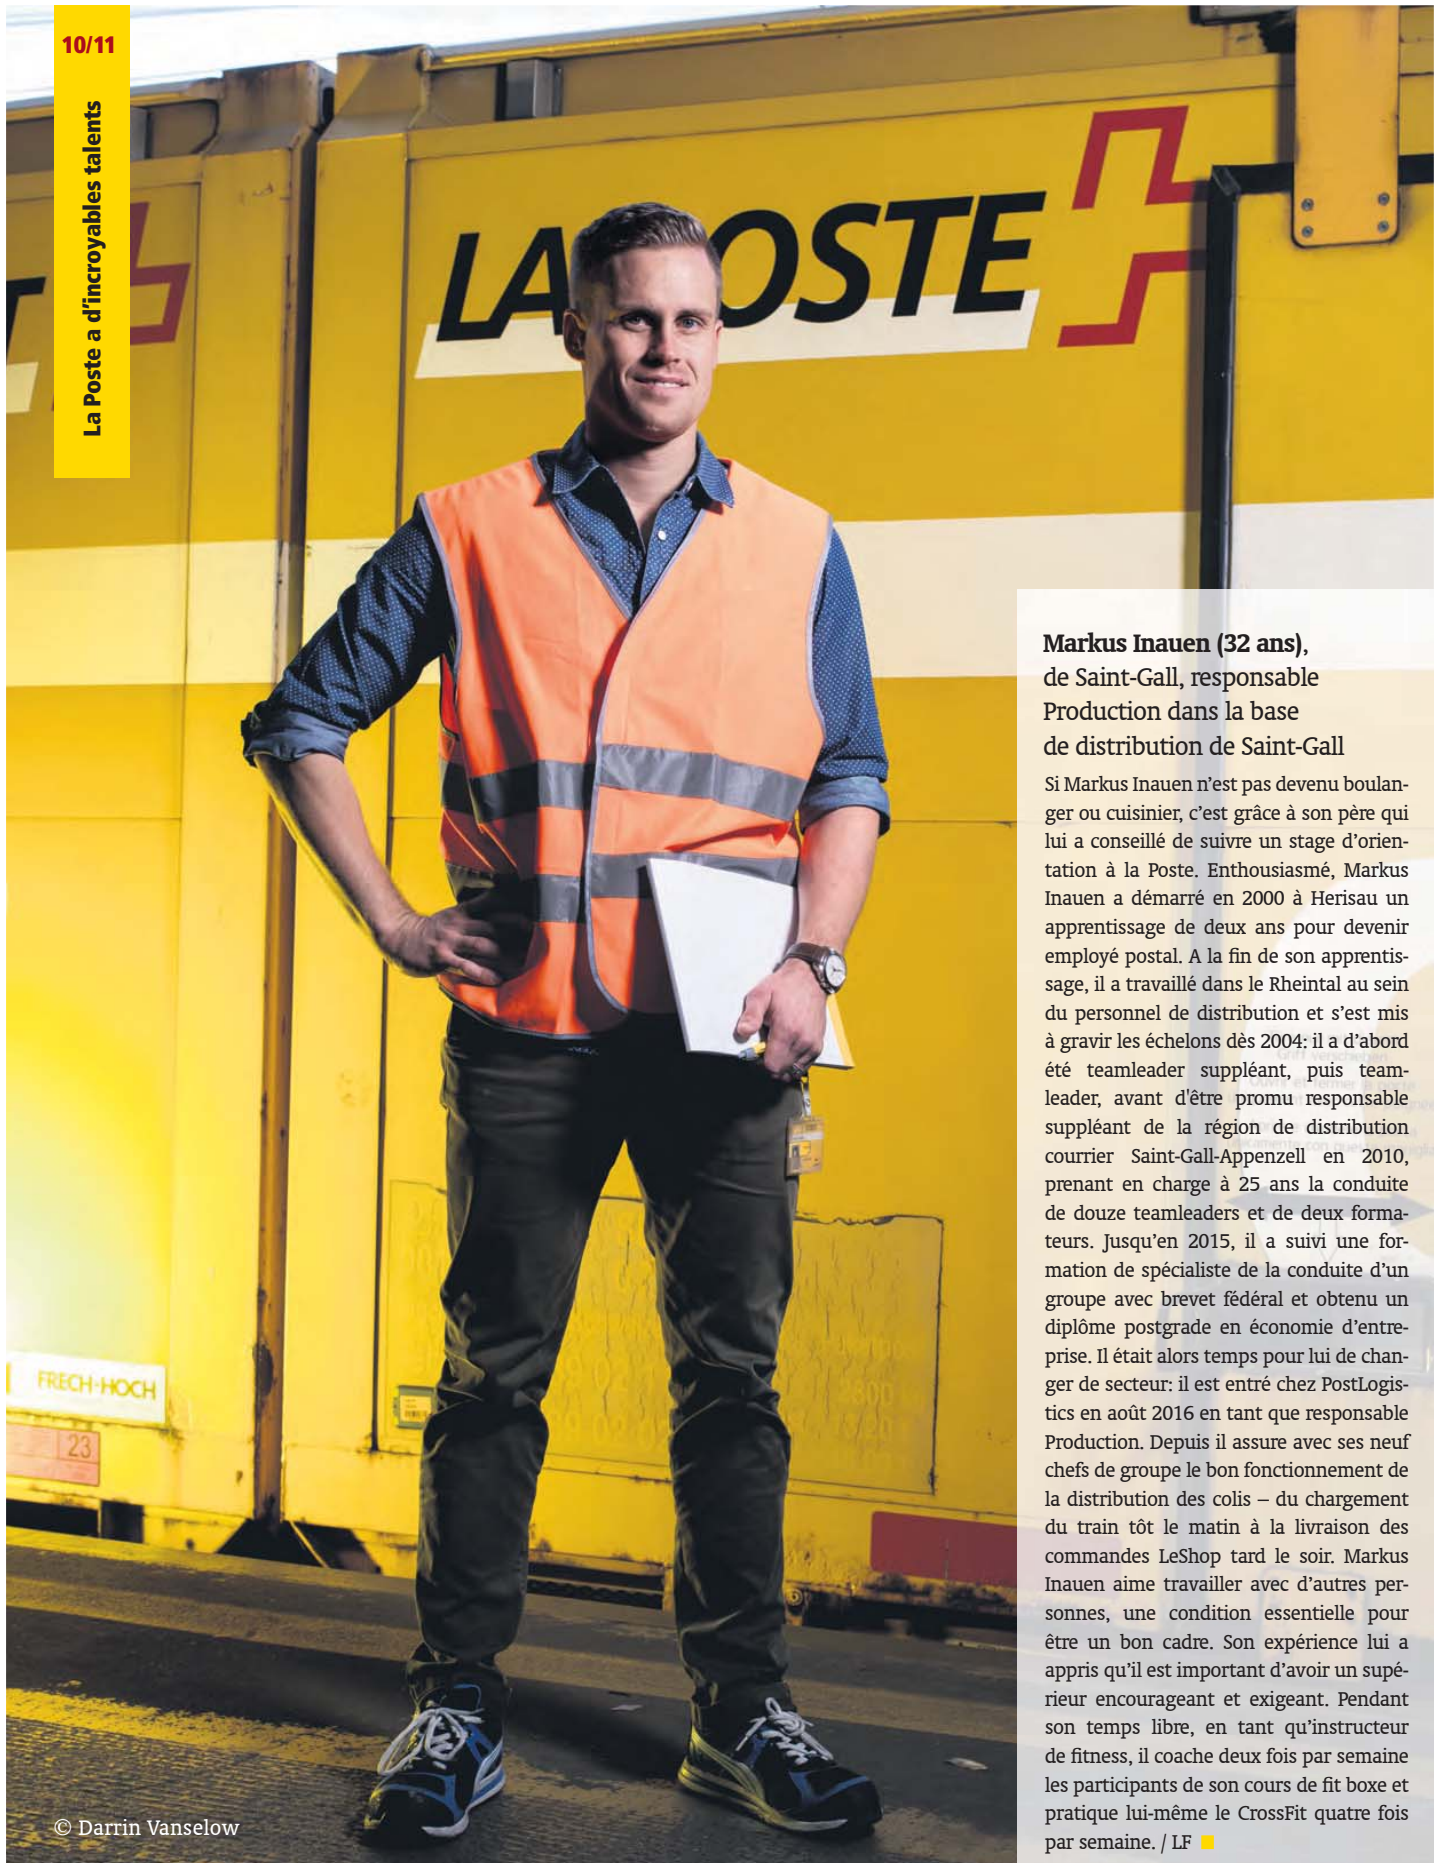 10/11
La Poste a d'incroyables talents
LA POSTE
Markus Inauen (32 ans),
de Saint-Gall, responsable
Production dans la base
de distribution de Saint-Gall
Si Markus Inauen n'est pas devenu boulan-
ger ou cuisinier, c'est grâce à son père qui
lui a conseillé de suivre un stage d'orien-
tation à la Poste. Enthousiasmé, Markus
Inauen a démarré en 2000 à Herisau un
apprentissage de deux ans pour devenir
employé postal. A la fin de son apprentis-
sage, il a travaillé dans le Rheintal au sein
du personnel de distribution et s'est mis
à gravir les échelons dès 2004: il a d'abord
été teamleader suppléant, puis team-
leader, avant d'être promu responsable
suppléant de la région de distribution
courrier Saint-Gall-Appenzell en 2010,
prenant en charge à 25 ans la conduite
de douze teamleaders et de deux forma-
teurs. Jusqu'en 2015, il a suivi une for-
mation de spécialiste de la conduite d'un
groupe avec brevet fédéral et obtenu un
diplôme postgrade en économie d'entre-
prise. Il était alors temps pour lui de chan-
ger de secteur: il est entré chez PostLogis-
tics en août 2016 en tant que responsable
Production. Depuis il assure avec ses neuf
chefs de groupe le bon fonctionnement de
la distribution des colis – du chargement
du train tôt le matin à la livraison des
commandes LeShop tard le soir. Markus
Inauen aime travailler avec d'autres per-
sonnes, une condition essentielle pour
être un bon cadre. Son expérience lui a
appris qu'il est important d'avoir un supé-
rieur encourageant et exigeant. Pendant
son temps libre, en tant qu'instructeur
de fitness, il coache deux fois par semaine
les participants de son cours de fit boxe et
pratique lui-même le CrossFit quatre fois
par semaine. / LF
FRECH-HOCH
23
© Darrin Vanselow